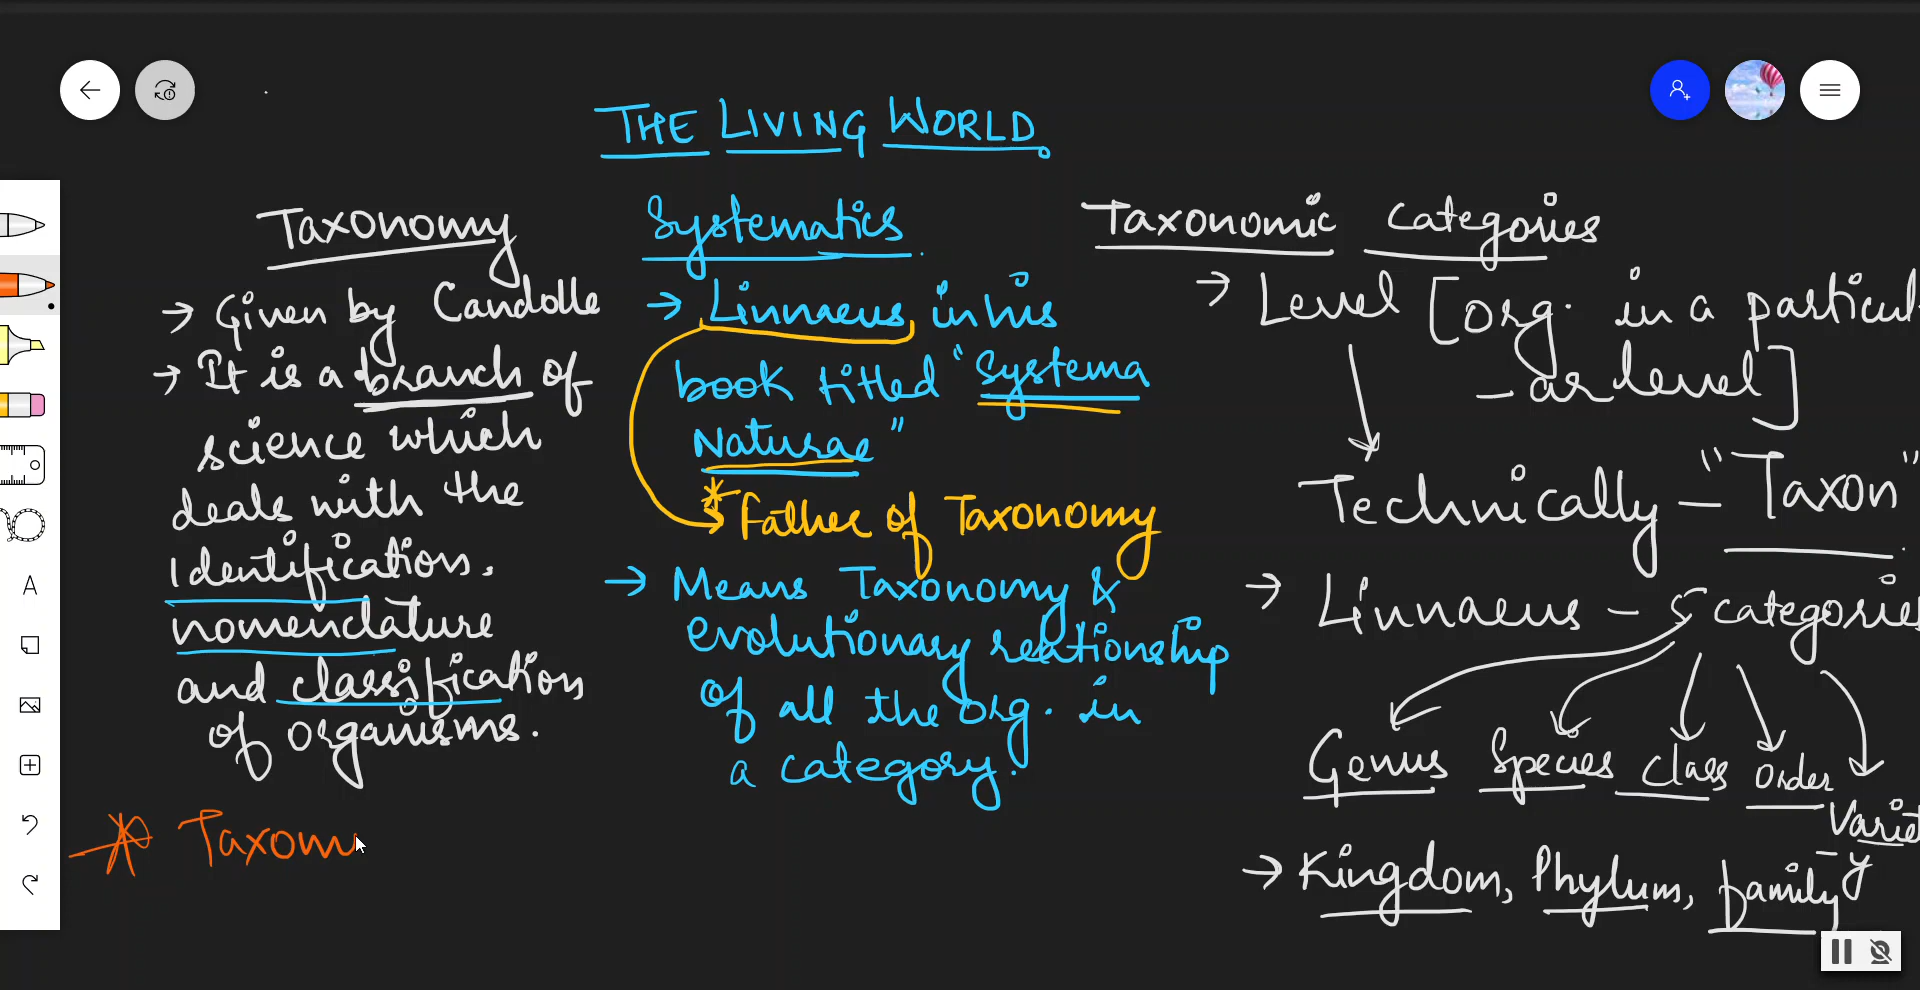 THE LIVING WORLD.
Taxonomy
→ Given by Candolle
→ It is a branch of
science which
deals with the
identification,
nomenclature
and classification
of organisms.
* Taxonom
Systematics
→ Linnaeus in his
book titled "Systema
Naturae"
* Father of Taxonomy
→ Means Taxonomy &
evolutionary relationship
of all the org. in
a category.
Taxonomic Categories
→ Level [org. in a particul
- ar level]
Technically - "Taxon"
→ Linnaeus - 5 categories
Genus Species Class Order
Variet
- y
→ Kingdom, Phylum, family
A